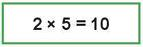 2 × 5 = 10